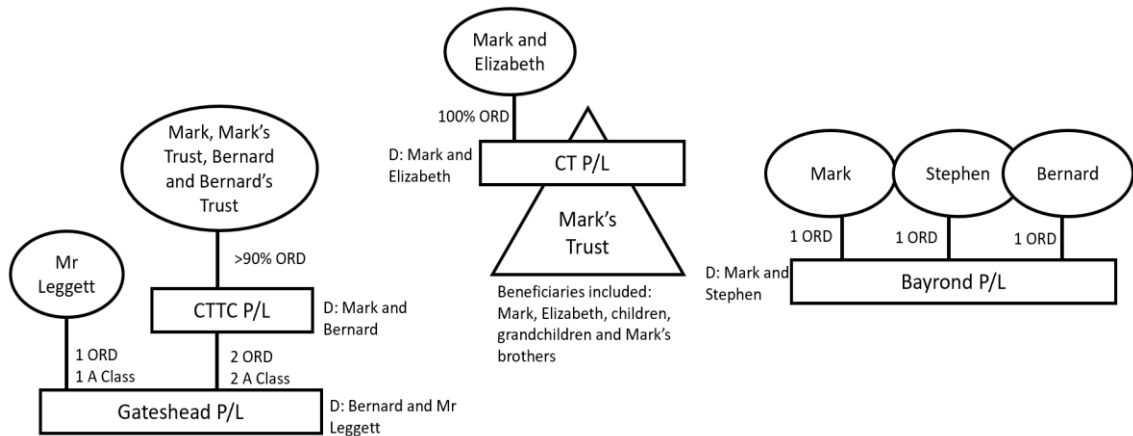 Mark and
Elizabeth
100% ORD
D: Mark and
Elizabeth
CT P/L
Mark's
Trust
Beneficiaries included:
Mark, Elizabeth, children,
grandchildren and Mark's
brothers
Mark, Mark's
Trust, Bernard
and Bernard's
Trust
>90% ORD
Mr
Leggett
CTTC P/L
D: Mark and
Bernard
1 ORD
1 A Class
2 ORD
2 A Class
Gateshead P/L
D: Bernard and Mr
Leggett
Mark
Stephen
Bernard
1 ORD
1 ORD
1 ORD
D: Mark and
Stephen
Bayrond P/L